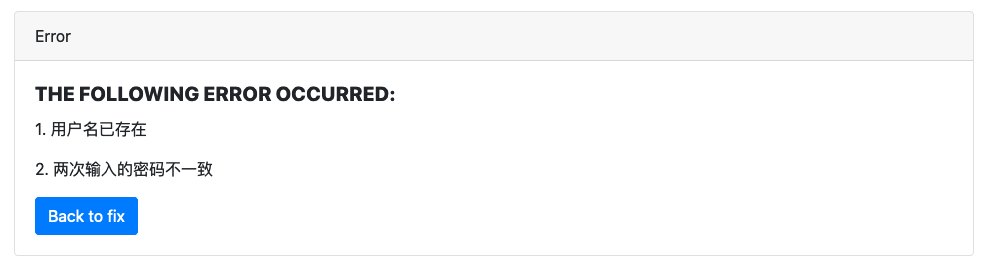 Error
THE FOLLOWING ERROR OCCURRED:
1. 用户名已存在
2. 两次输入的密码不一致
Back to fix